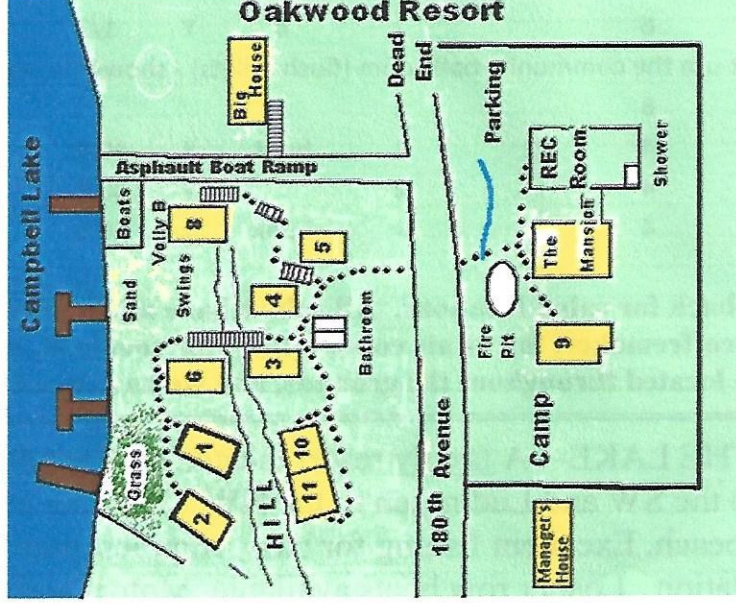 Oakwood Resort
Campbell Lake
Big
House
Asphault Boat Ramp
Dead
End
Boats
Volly B
Sand
Swings
Grass
8
5
4
6
3
1
2
10
11
HILL
Bathroom
180th Avenue
Parking
REC
Room
Shower
The
Mansion
Fire
Pit
9
Camp
Manager's
House